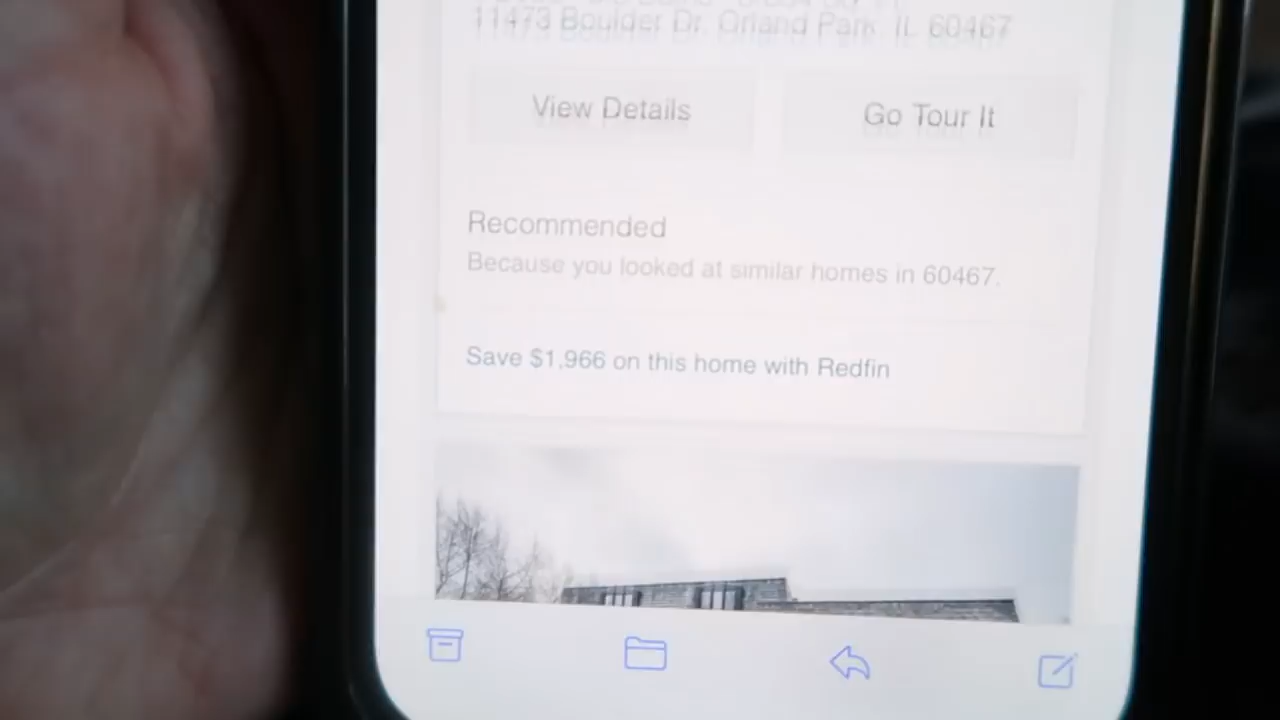 11473 Boulder Dr, Orland Park, IL 60467
View Details
Go Tour It
Recommended
Because you looked at similar homes in 60467.
Save $1,966 on this home with Redfin